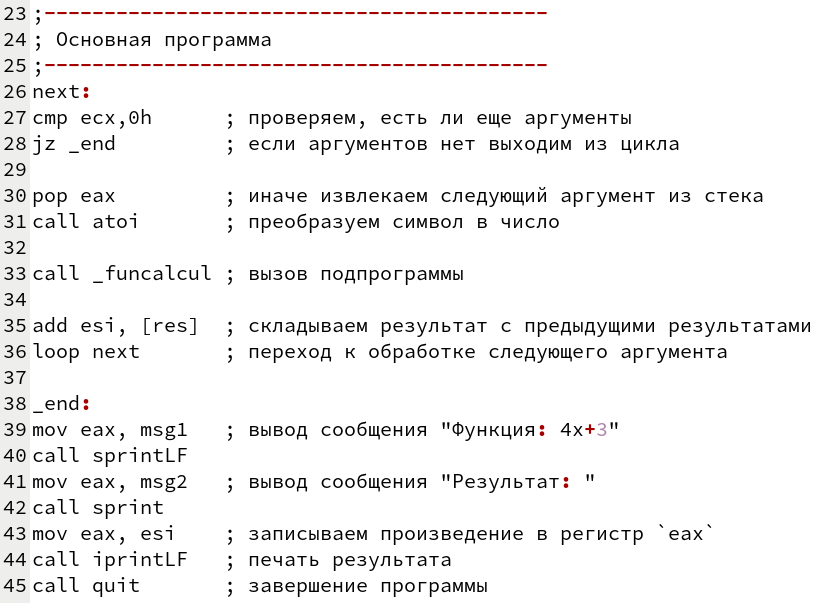 23 ;------------------------------------------
24 ; Основная программа
25 ;------------------------------------------
26 next:
27 cmp ecx,0h      ; проверяем, есть ли еще аргументы
28 jz _end         ; если аргументов нет выходим из цикла
29
30 pop eax         ; иначе извлекаем следующий аргумент из стека
31 call atoi       ; преобразуем символ в число
32
33 call _funcalcul ; вызов подпрограммы
34
35 add esi, [res]  ; складываем результат с предыдущими результатами
36 loop next       ; переход к обработке следующего аргумента
37
38 _end:
39 mov eax, msg1   ; вывод сообщения "Функция: 4x+3"
40 call sprintLF
41 mov eax, msg2   ; вывод сообщения "Результат: "
42 call sprint
43 mov eax, esi    ; записываем произведение в регистр `eax`
44 call iprintLF   ; печать результата
45 call quit       ; завершение программы